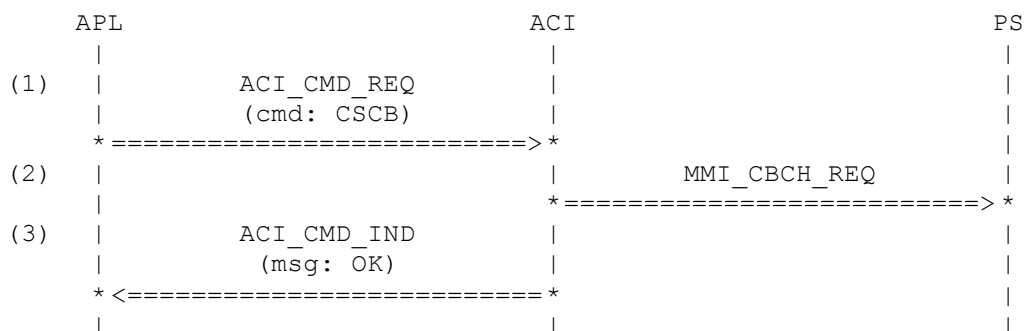 APL ACI PS
| | |
(1) | ACI_CMD_REQ | |
| (cmd: CSCB) | |
* ==========================> * |
(2) | | MMI_CBCH_REQ |
| * ==========================> *
(3) | ACI_CMD_IND | |
| (msg: OK) | |
* <========================== * |
| | |